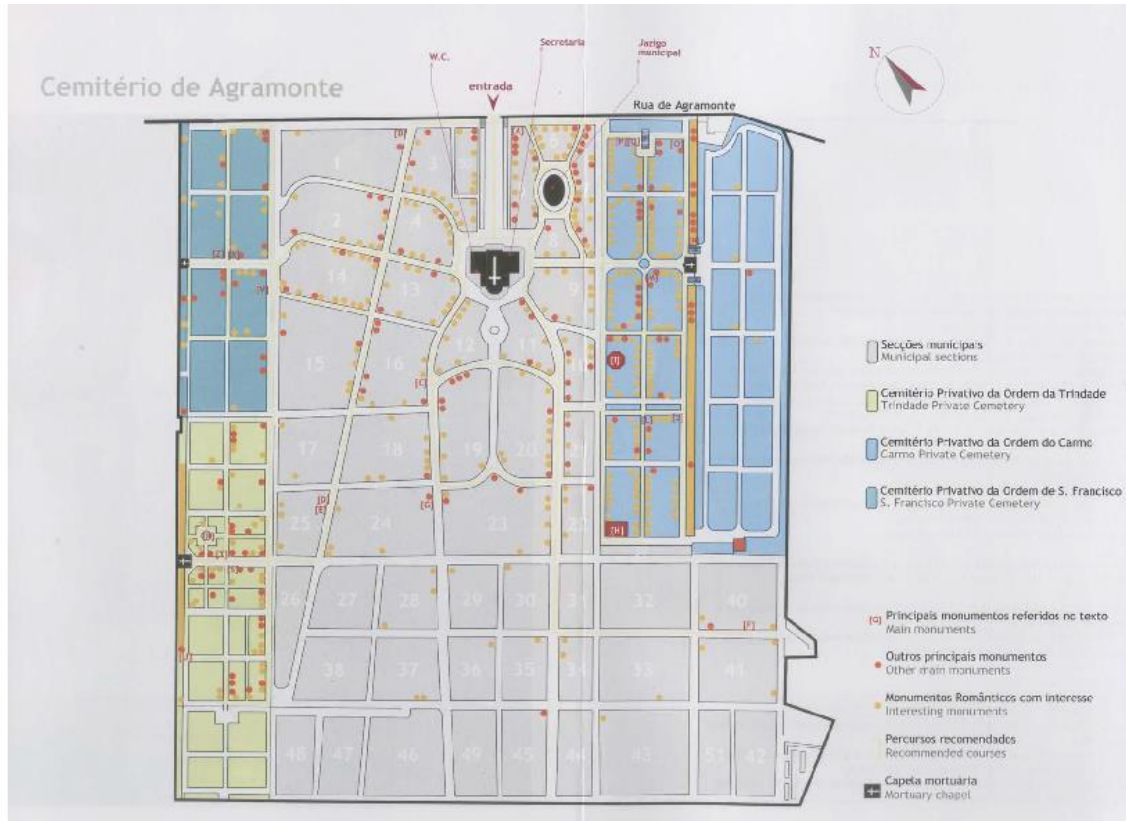 Cemitério de Agramonte
Secretaria
W.C.
Jazigo
municipal
entrada
Rua de Agramonte
N
1
2
3
4
8
9
14
13
12
11
10
15
16
[C]
17
18
19
20
21
25
24
23
22
[D]
[E]
[G]
[H]
[I]
26
27
28
29
30
31
32
40
[F]
38
37
36
35
34
33
41
48
47
46
49
45
44
43
51
42
Secções municipais
Municipal sections
Cemitério Privativo da Ordem da Trindade
Trindade Private Cemetery
Cemitério Privativo da Ordem do Carmo
Carmo Private Cemetery
Cemitério Privativo da Ordem de S. Francisco
S. Francisco Private Cemetery
[G] Principais monumentos referidos no texto
Main monuments
Outros principais monumentos
Other main monuments
Monumentos Românticos com interesse
Interesting monuments
Percursos recomendados
Recommended courses
Capela mortuária
Mortuary chapel